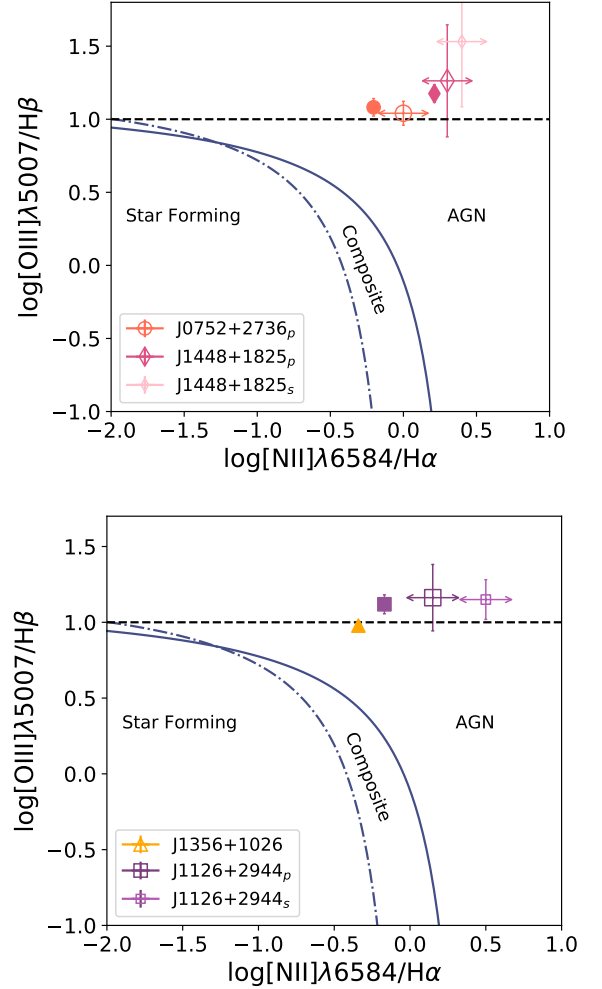 1.5
1.0
0.5
0.0
−0.5
−1.0
log[OIII]λ5007/Hβ
Star Forming
AGN
Composite
J0752+2736p
J1448+1825p
J1448+1825s
−2.0 −1.5 −1.0 −0.5 0.0 0.5 1.0
log[NII]λ6584/Hα
1.5
1.0
0.5
0.0
−0.5
−1.0
log[OIII]λ5007/Hβ
Star Forming
AGN
Composite
J1356+1026
J1126+2944p
J1126+2944s
−2.0 −1.5 −1.0 −0.5 0.0 0.5 1.0
log[NII]λ6584/Hα